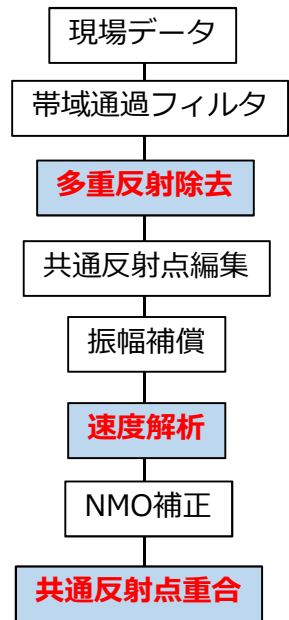 現場データ
帯域通過フィルタ
多重反射除去
共通反射点編集
振幅補償
速度解析
NMO補正
共通反射点重合